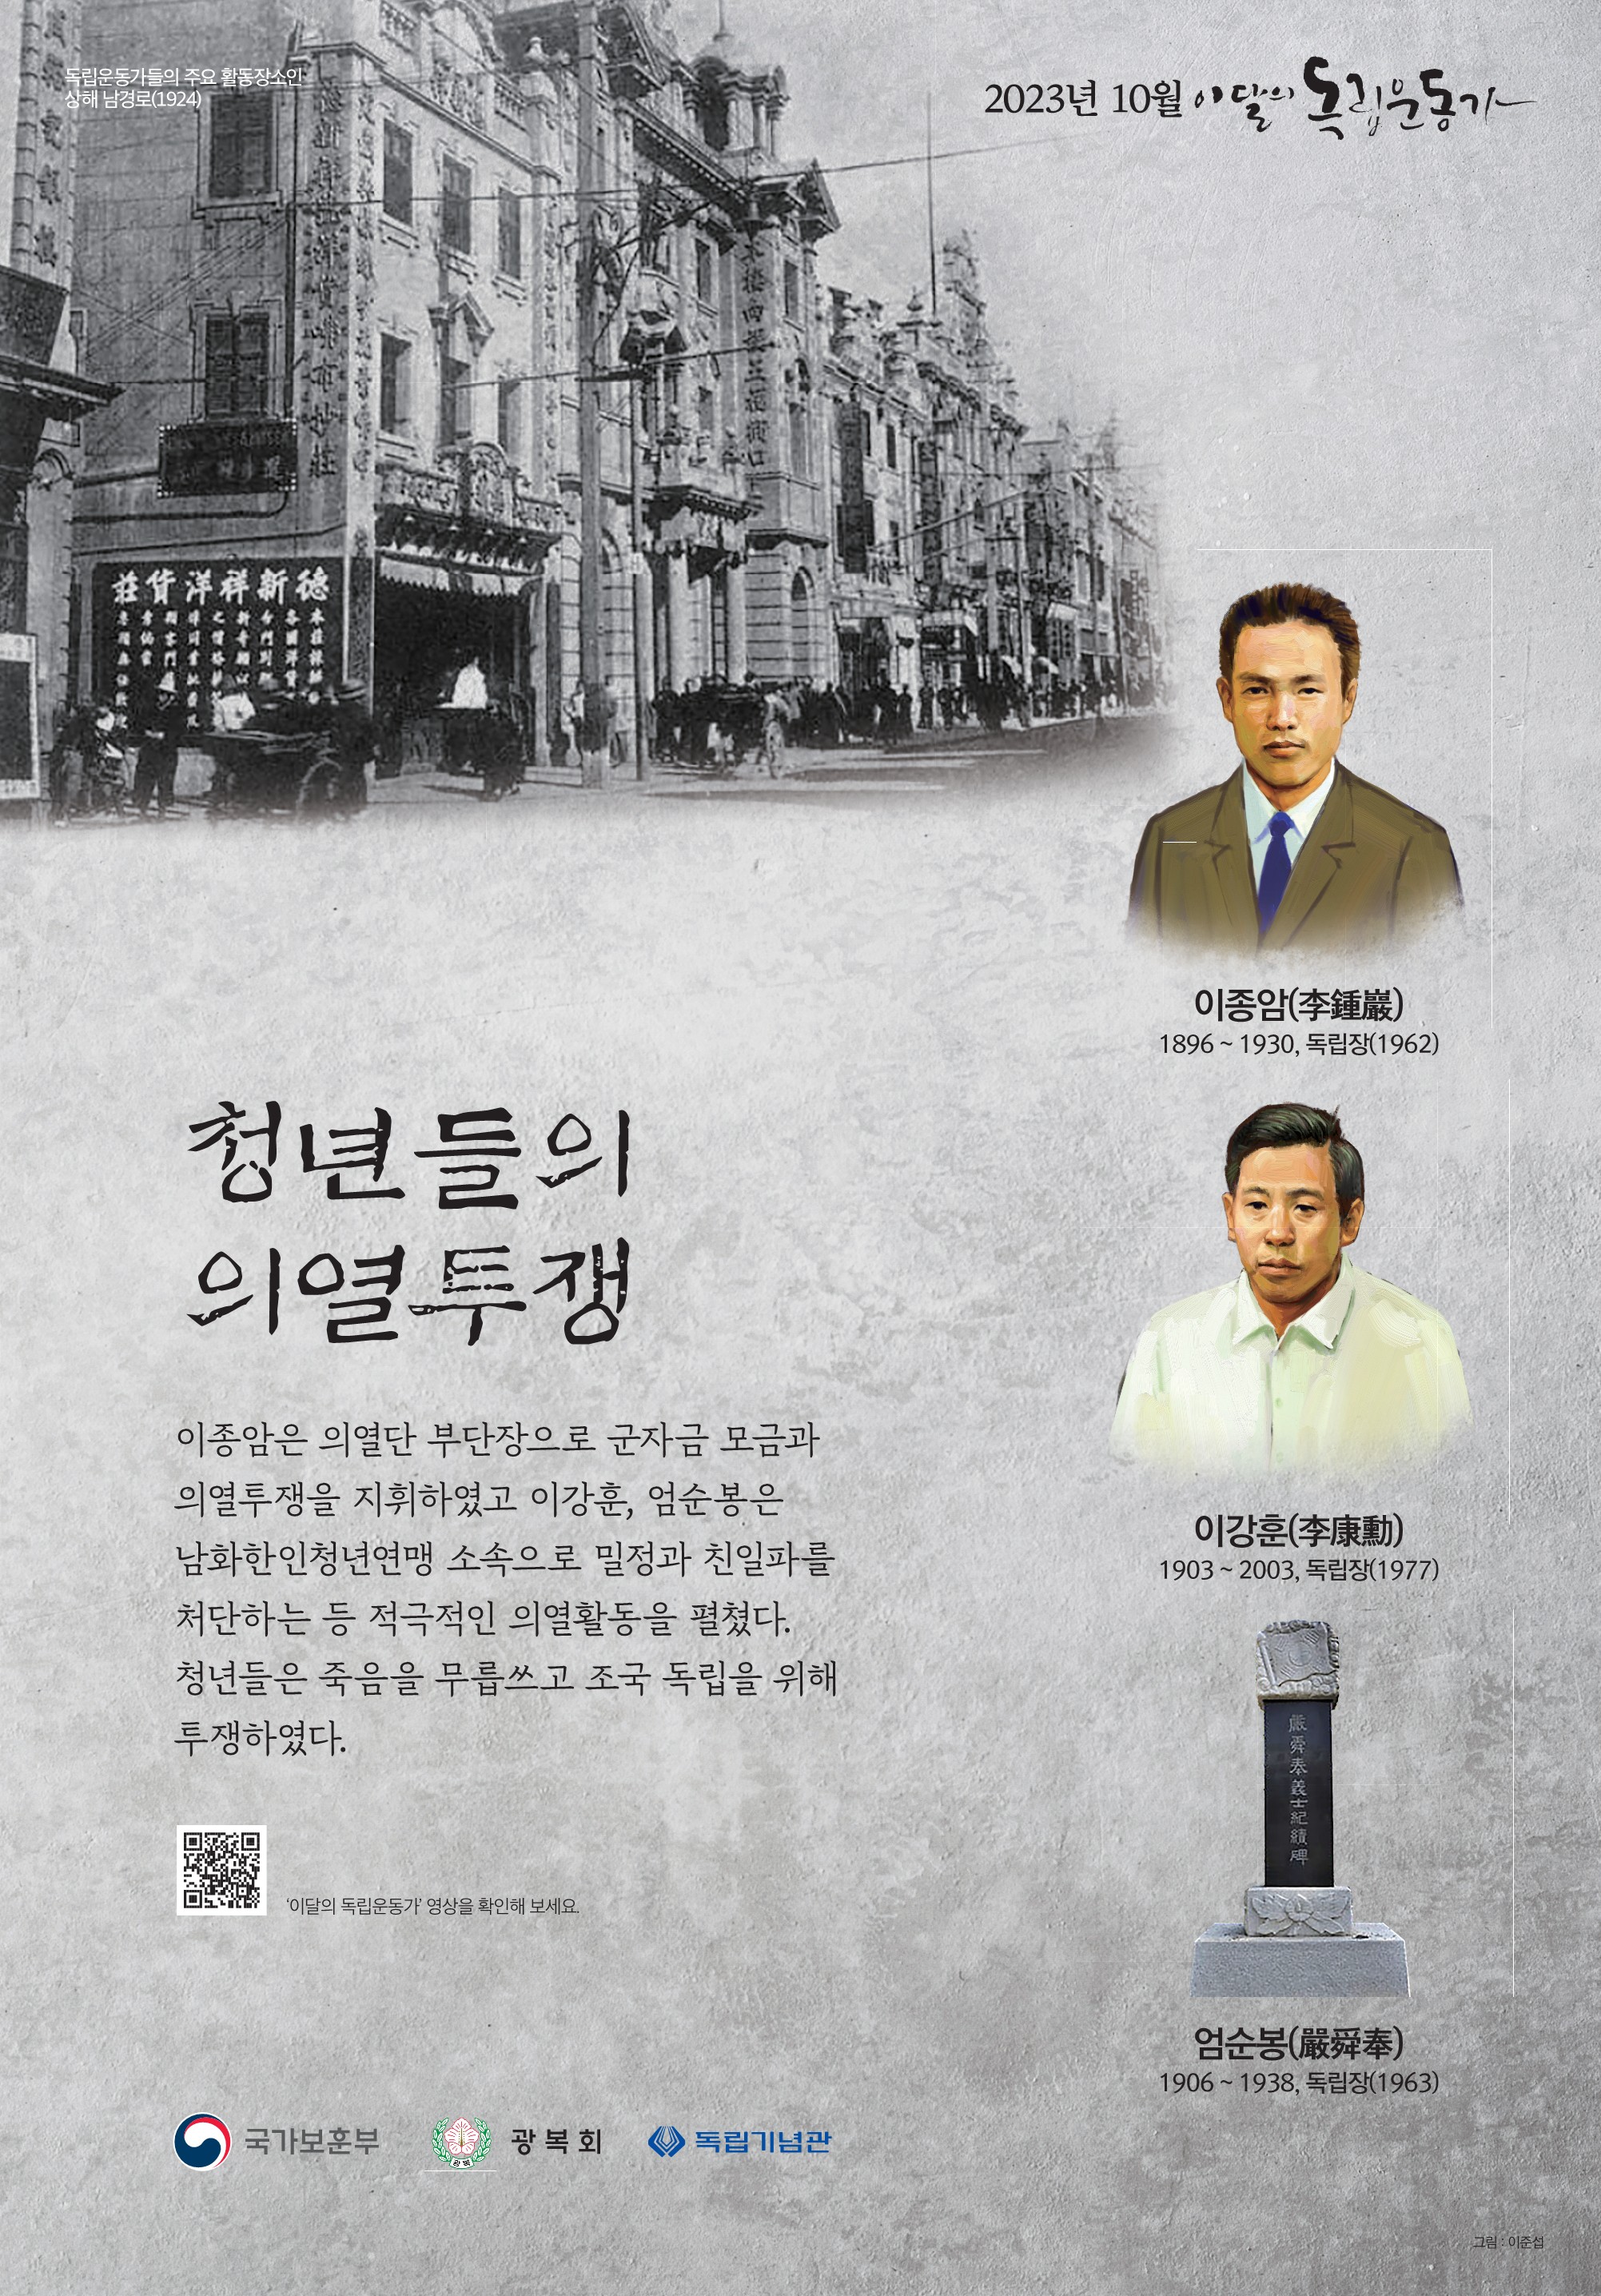 독립운동가들의 주요 활동장소인
상해 남경로(1924)
2023년 10월 이달의 독립운동가
德新祥洋貨莊
이종암(李鍾巖)
1896 ~ 1930, 독립장(1962)
청년들의
의열투쟁
이종암은 의열단 부단장으로 군자금 모금과
의열투쟁을 지휘하였고 이강훈, 엄순봉은
남화한인청년연맹 소속으로 밀정과 친일파를
처단하는 등 적극적인 의열활동을 펼쳤다.
청년들은 죽음을 무릅쓰고 조국 독립을 위해
투쟁하였다.
이강훈(李康勳)
1903 ~ 2003, 독립장(1977)
嚴舜奉義士紀績碑
‘이달의 독립운동가’ 영상을 확인해 보세요.
엄순봉(嚴舜奉)
1906 ~ 1938, 독립장(1963)
국가보훈부
광복
광복회
독립기념관
그림 : 이준섭